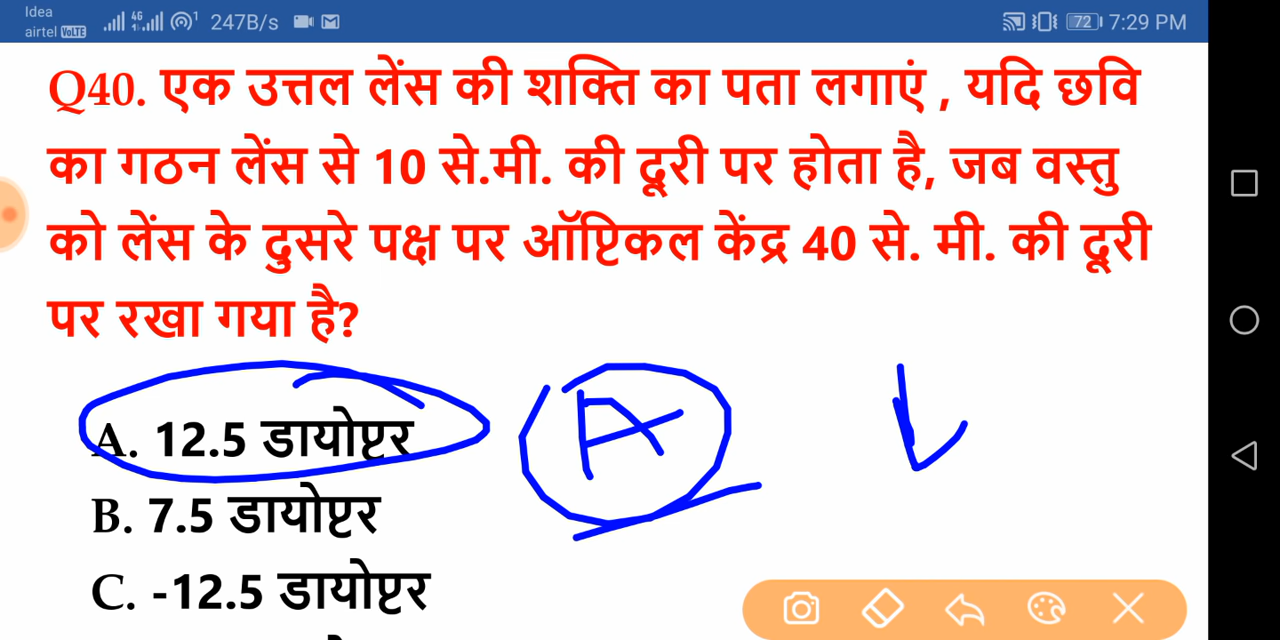 Idea
airtel VoLTE 4G 1 247B/s 72 7:29 PM
Q40. एक उत्तल लेंस की शक्ति का पता लगाएं , यदि छवि
का गठन लेंस से 10 से.मी. की दूरी पर होता है, जब वस्तु
को लेंस के दुसरे पक्ष पर ऑप्टिकल केंद्र 40 से. मी. की दूरी
पर रखा गया है?
A. 12.5 डायोप्टर
A
B. 7.5 डायोप्टर
C. -12.5 डायोप्टर